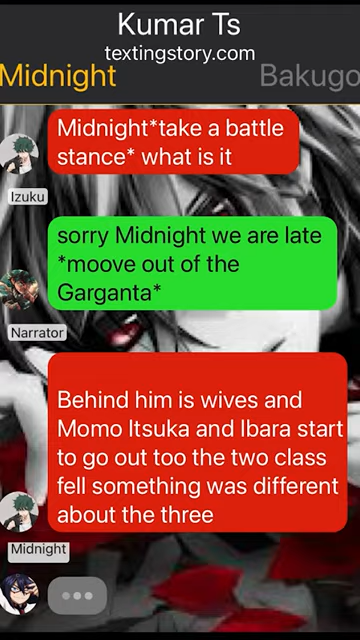 Kumar Ts
textingstory.com
Midnight Bakugo
Midnight*take a battle
stance* what is it
Izuku
sorry Midnight we are late
*moove out of the
Garganta*
Narrator
Behind him is wives and
Momo Itsuka and Ibara start
to go out too the two class
fell something was different
about the three
Midnight